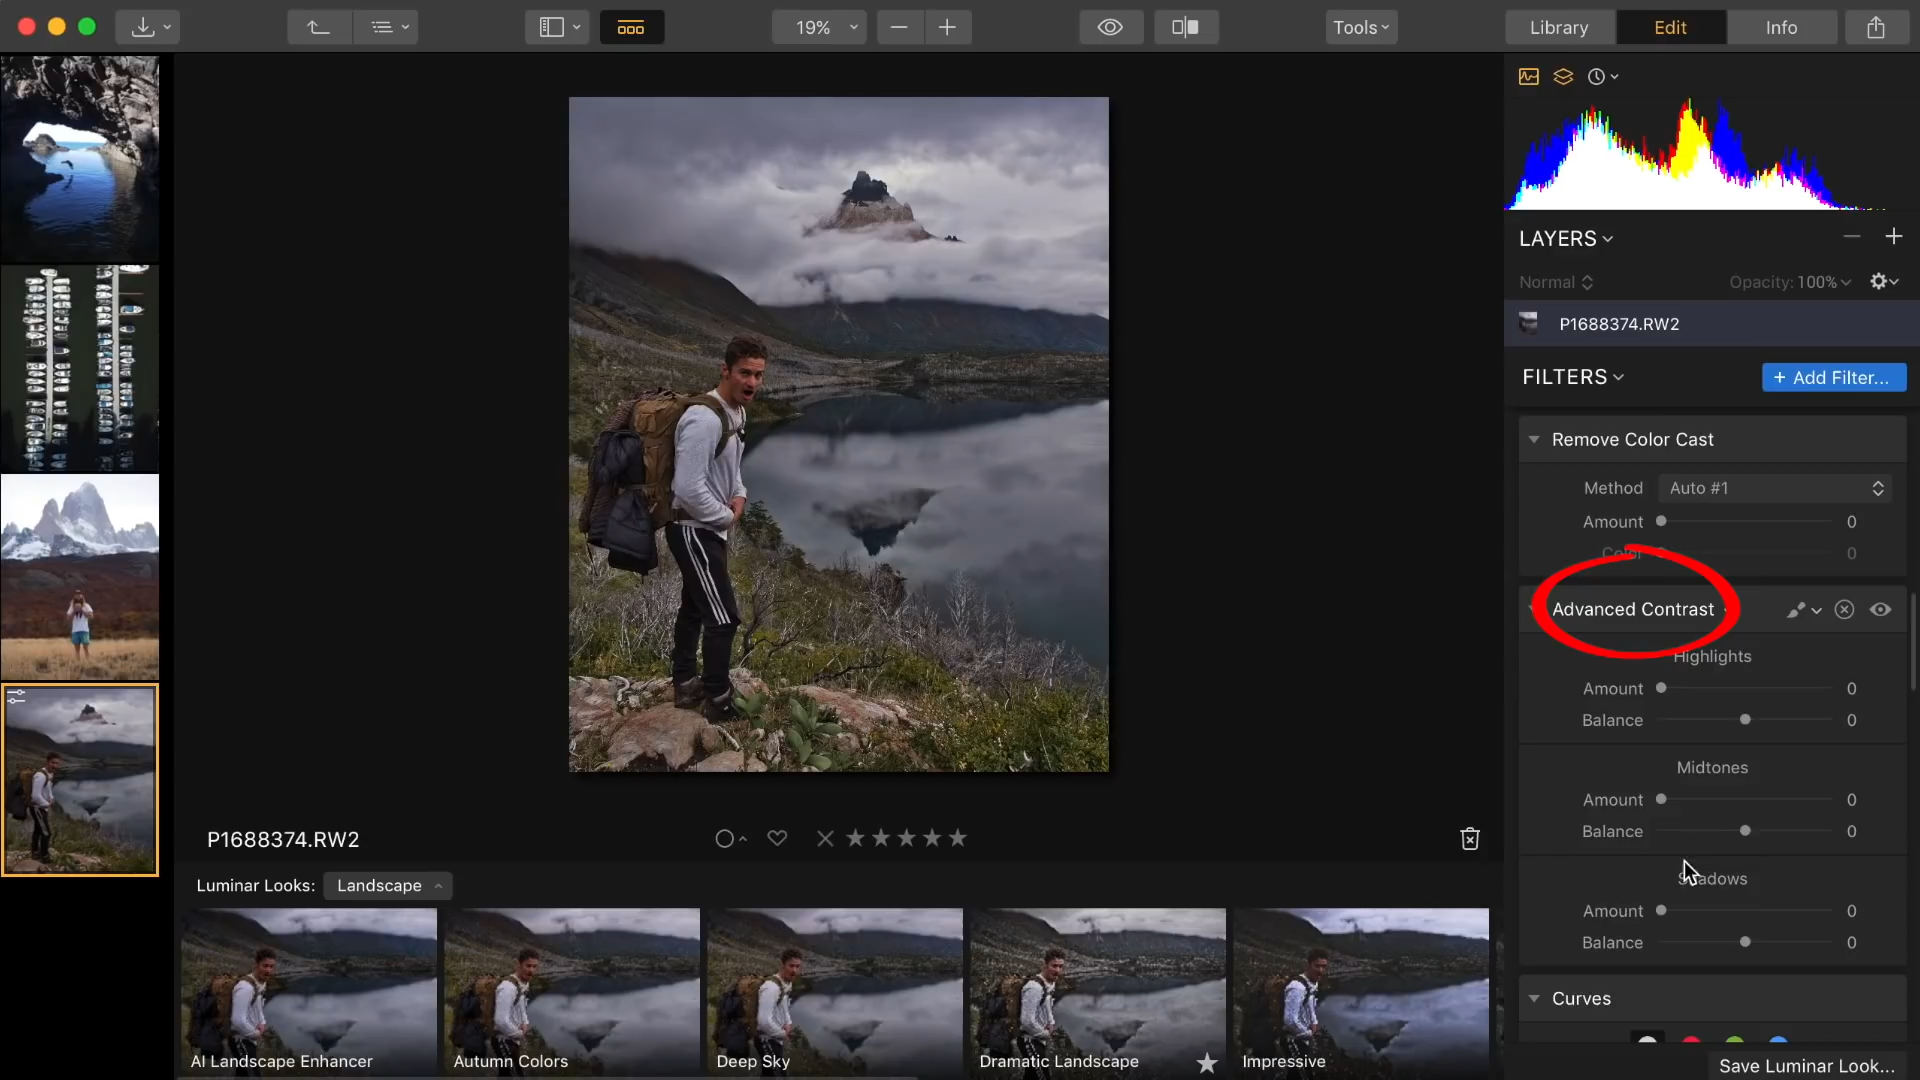 19%
Tools
Library
Edit
Info
LAYERS
Normal
Opacity: 100%
P1688374.RW2
FILTERS
+ Add Filter...
Remove Color Cast
Method Auto #1
Amount 0
Color 0
Advanced Contrast
Highlights
Amount 0
Balance 0
Midtones
Amount 0
Balance 0
Shadows
Amount 0
Balance 0
Curves
Save Luminar Look...
P1688374.RW2
Luminar Looks: Landscape
AI Landscape Enhancer
Autumn Colors
Deep Sky
Dramatic Landscape
Impressive